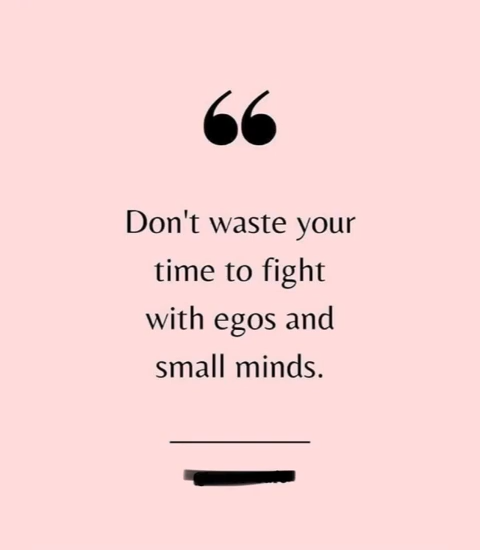 “
Don't waste your
time to fight
with egos and
small minds.